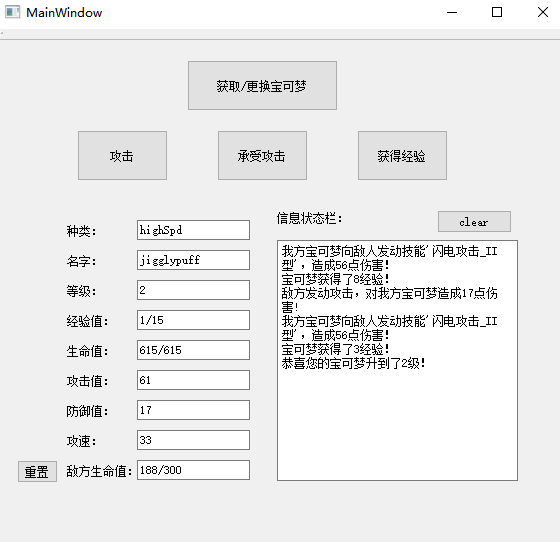 MainWindow
获取/更换宝可梦
攻击
承受攻击
获得经验
信息状态栏：
clear
种类：
highSpd
名字：
jigglypuff
等级：
2
经验值：
1/15
生命值：
615/615
攻击值：
61
防御值：
17
攻速：
33
重置
敌方生命值：
188/300
我方宝可梦向敌人发动技能'闪电攻击_II
型'，造成56点伤害！
宝可梦获得了8经验！
敌方发动攻击，对我方宝可梦造成17点伤
害！
我方宝可梦向敌人发动技能'闪电攻击_II
型'，造成56点伤害！
宝可梦获得了3经验！
恭喜您的宝可梦升到了2级！